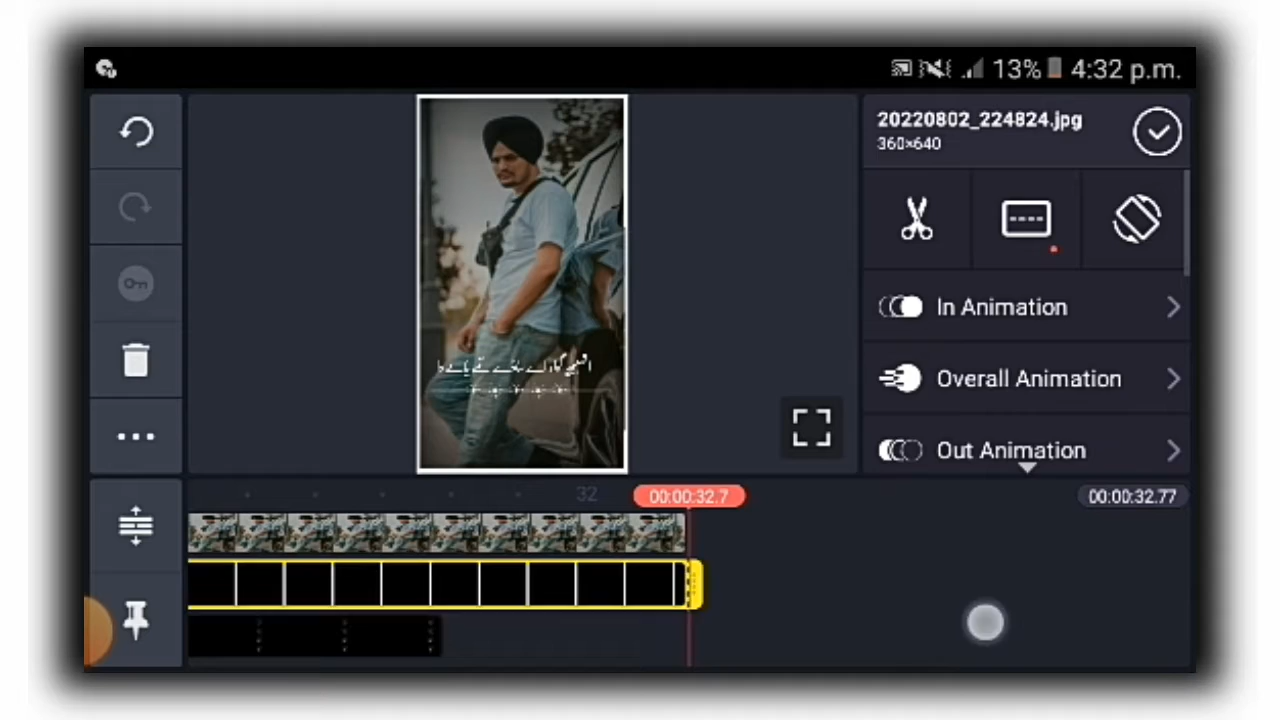 13% 4:32 p.m.
20220802_224824.jpg
360×640
In Animation
Overall Animation
Out Animation
32
00:00:32.7
00:00:32.77